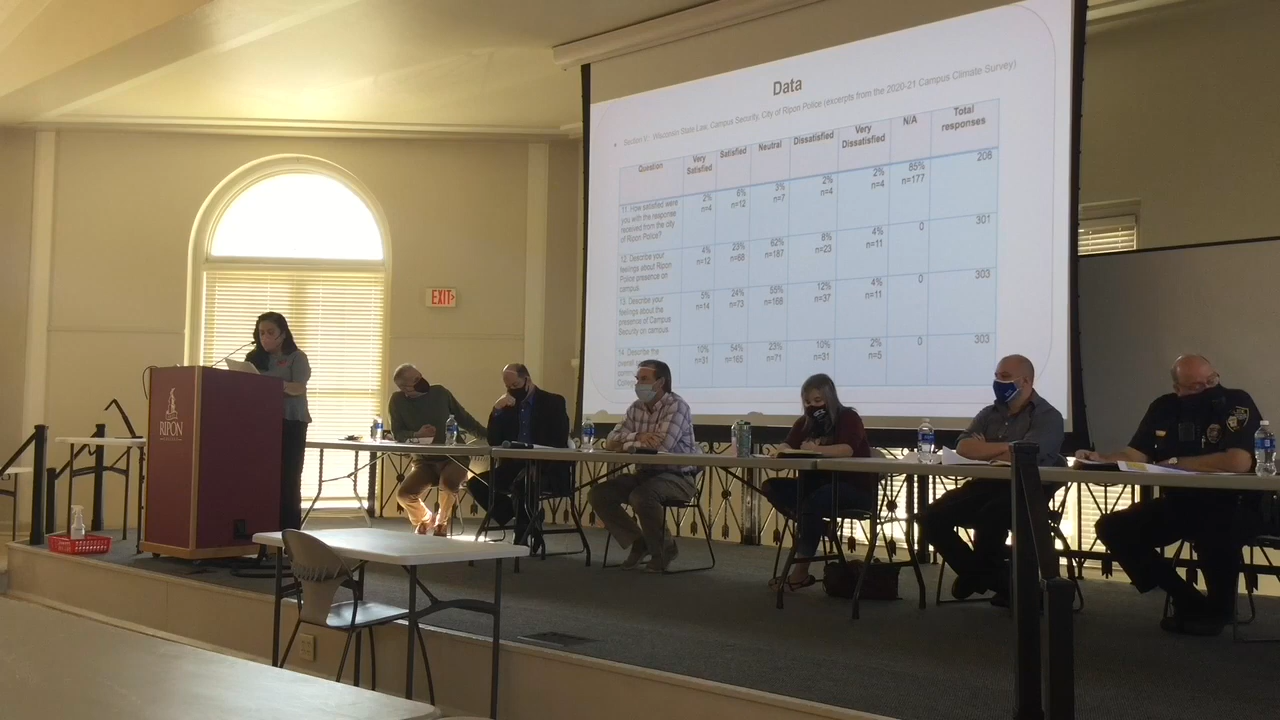 Data
Section V: Wisconsin State Law, Campus Security, City of Ripon Police (excerpts from the 2020-21 Campus Climate Survey)
Question Very Satisfied Satisfied Neutral Dissatisfied Very Dissatisfied N/A Total responses
11. How satisfied were you with the response received from the city of Ripon Police? 2% n=4 6% n=12 3% n=7 2% n=4 2% n=4 85% n=177 208
12. Describe your feelings about Ripon Police presence on campus 4% n=12 23% n=68 62% n=187 8% n=23 4% n=11 0 301
13. Describe your feelings about the presence of Campus Security on campus 5% n=14 24% n=73 55% n=168 12% n=37 4% n=11 0 303
14. Describe the overall 10% n=31 54% n=165 23% n=71 10% n=31 2% n=5 0 303
EXIT
RIPON
COLLEGE